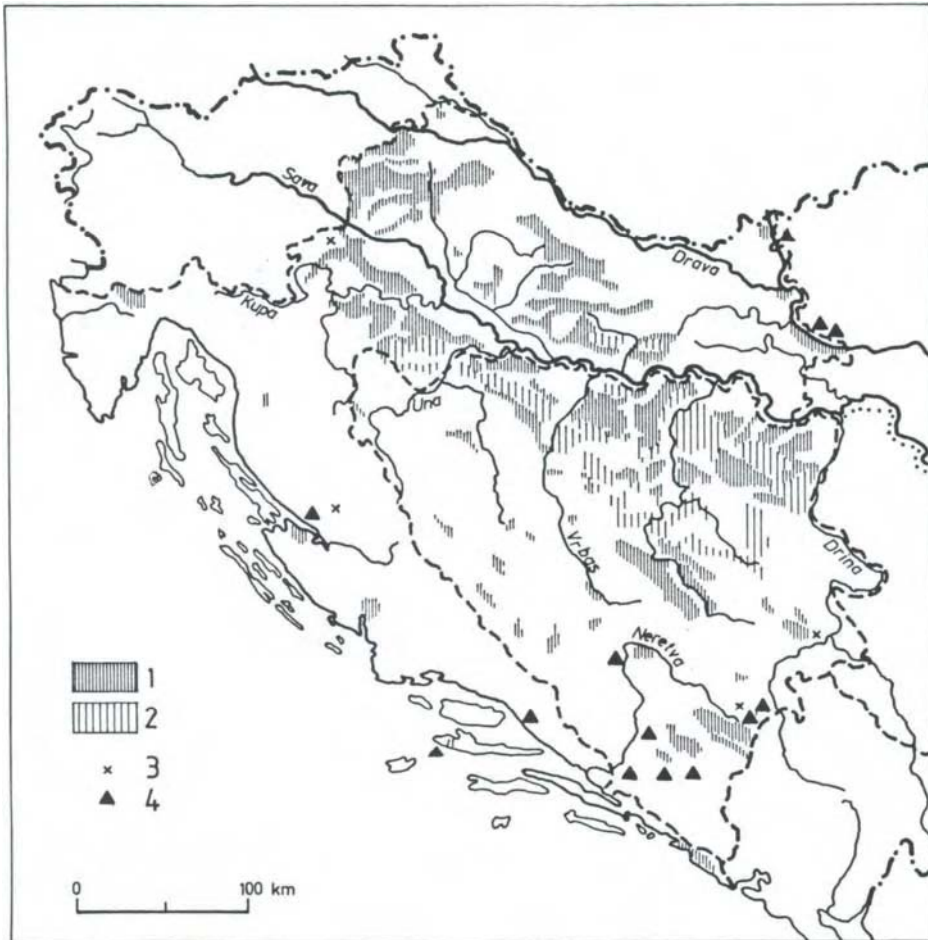 Sava
Drava
Kupa
Una
Vrbas
Drina
Neretva
1
2
3
4
0 100 km